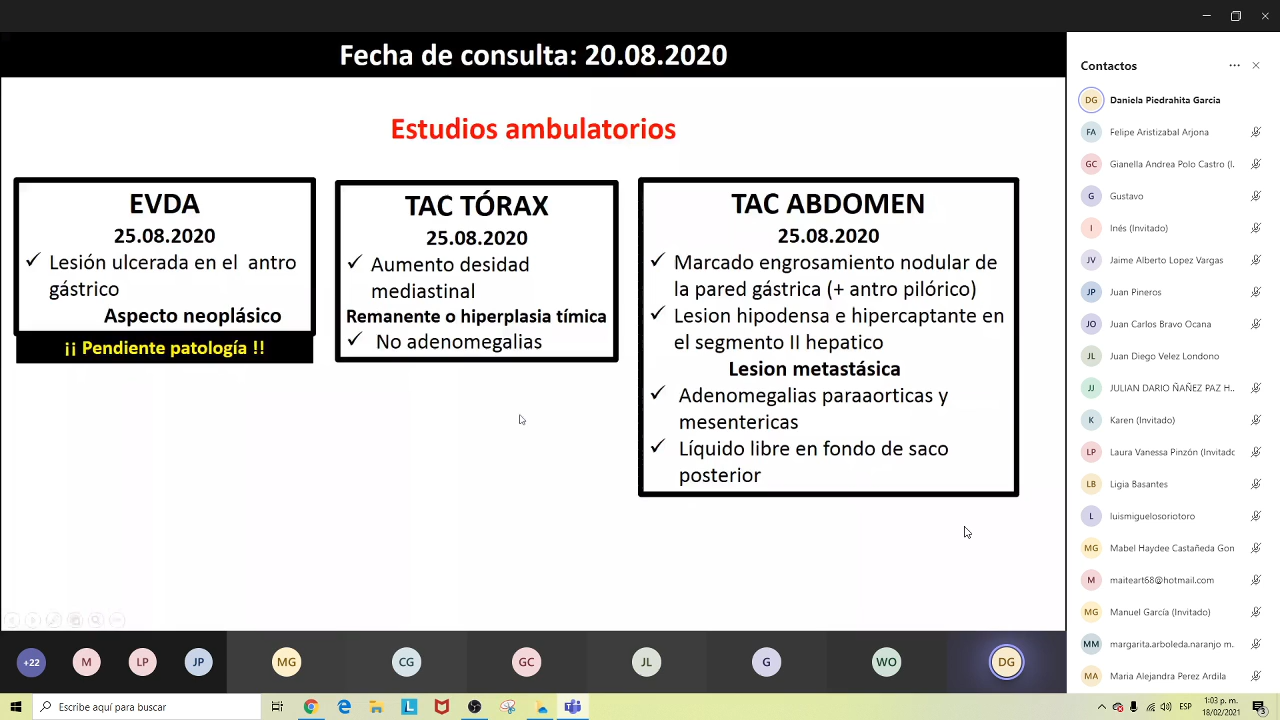 Fecha de consulta: 20.08.2020
Estudios ambulatorios
EVDA
25.08.2020
✓ Lesión ulcerada en el antro
gástrico
Aspecto neoplásico
¡¡ Pendiente patología !!
TAC TÓRAX
25.08.2020
✓ Aumento desidad
mediastinal
Remanente o hiperplasia tímica
✓ No adenomegalias
TAC ABDOMEN
25.08.2020
✓ Marcado engrosamiento nodular de
la pared gástrica (+ antro pilórico)
✓ Lesion hipodensa e hipercaptante en
el segmento II hepatico
Lesion metastásica
✓ Adenomegalias paraaorticas y
mesentericas
✓ Líquido libre en fondo de saco
posterior
Contactos
DG Daniela Piedrahita Garcia
FA Felipe Aristizabal Arjona
GC Gianella Andrea Polo Castro (I.
G Gustavo
I Inés (Invitado)
JV Jaime Alberto Lopez Vargas
JP Juan Pineros
JO Juan Carlos Bravo Ocana
JL Juan Diego Velez Londono
JJ JULIAN DARIO ÑAÑEZ PAZ H..
K Karen (Invitado)
LP Laura Vanessa Pinzón (Invitado
LB Ligia Basantes
L luismiguelosoriotoro
MG Mabel Haydee Castañeda Gon
M maiteart68@hotmail.com
MG Manuel García (Invitado)
MM margarita.arboleda.naranjo m.
MA Maria Alejandra Perez Ardila
+22 M LP JP MG CG GC JL G WO DG
Escribe aquí para buscar
ESP
1:03 p. m.
18/02/2021
3